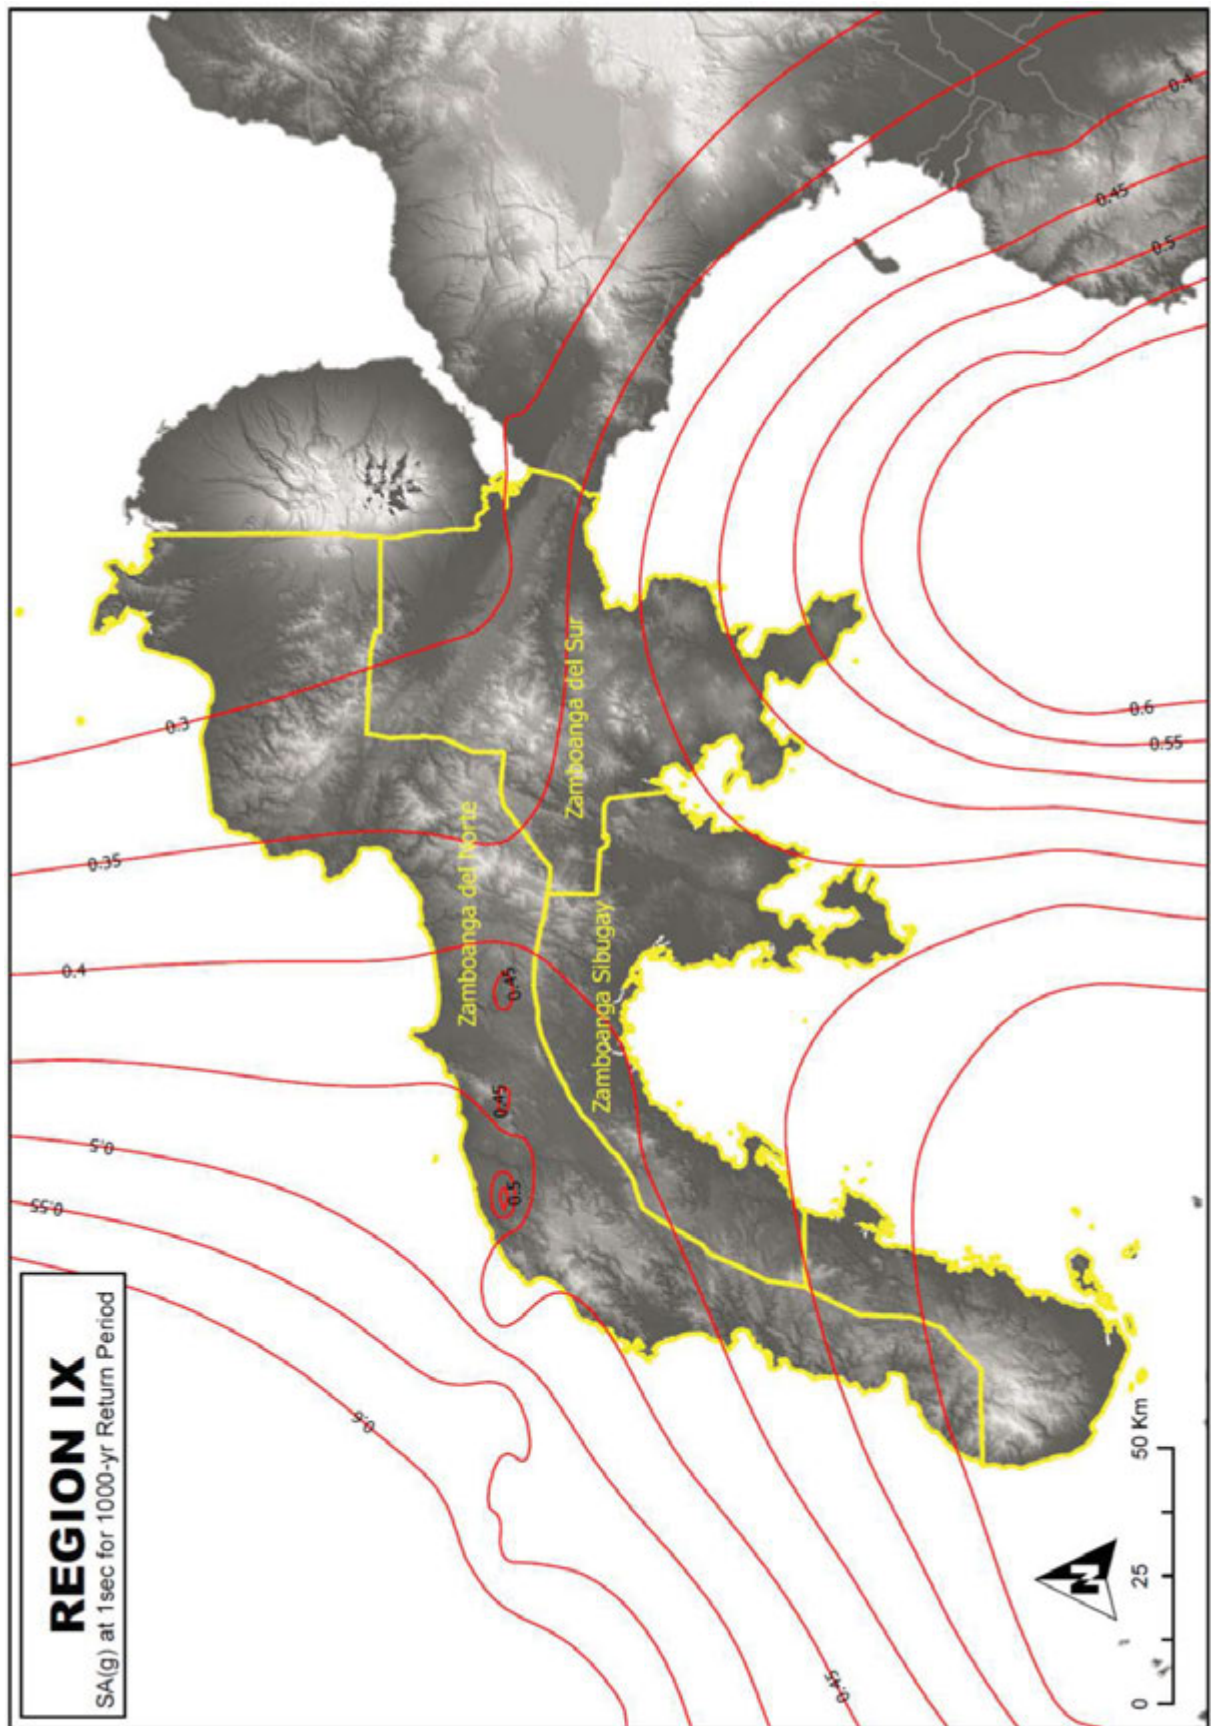 REGION IX
SA(g) at 1sec for 1000-yr Return Period
0.6
0.55
0.5
0.4
0.35
0.3
0.45
0.45
0.5
Zamboanga del Norte
Zamboanga Sibugay
Zamboanga del Sur
0.4
0.45
0.5
0.6
0.55
0.45
N
0 25 50 Km